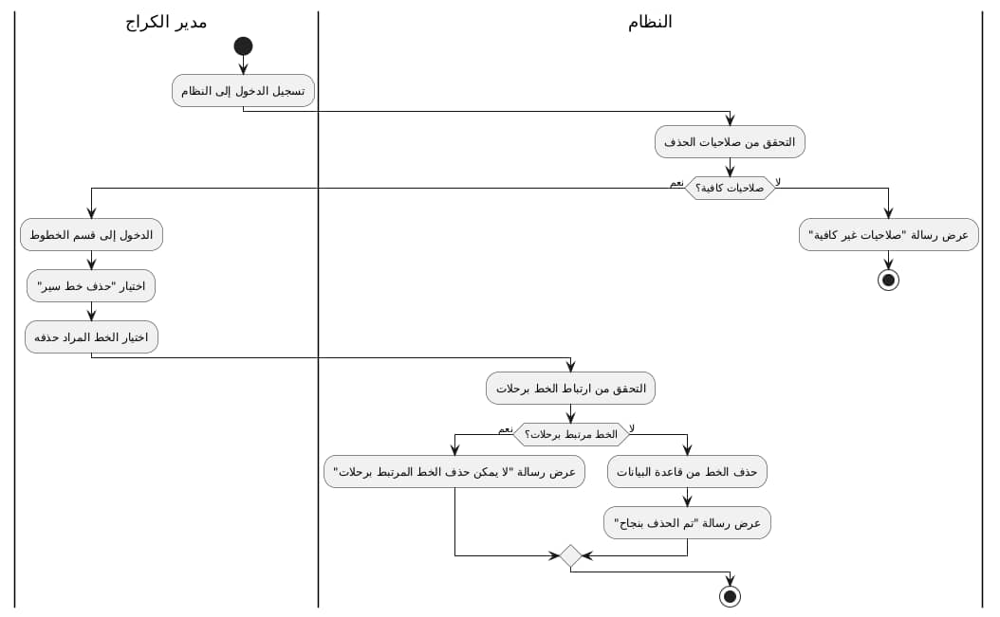 مدير الكراج
النظام
تسجيل الدخول إلى النظام
التحقق من صلاحيات الحذف
صلاحيات كافية؟
نعم
لا
الدخول إلى قسم الخطوط
عرض رسالة "صلاحيات غير كافية"
اختيار "حذف خط سير"
اختيار الخط المراد حذفه
التحقق من ارتباط الخط برحلات
الخط مرتبط برحلات؟
نعم
لا
عرض رسالة "لا يمكن حذف الخط المرتبط برحلات"
حذف الخط من قاعدة البيانات
عرض رسالة "تم الحذف بنجاح"